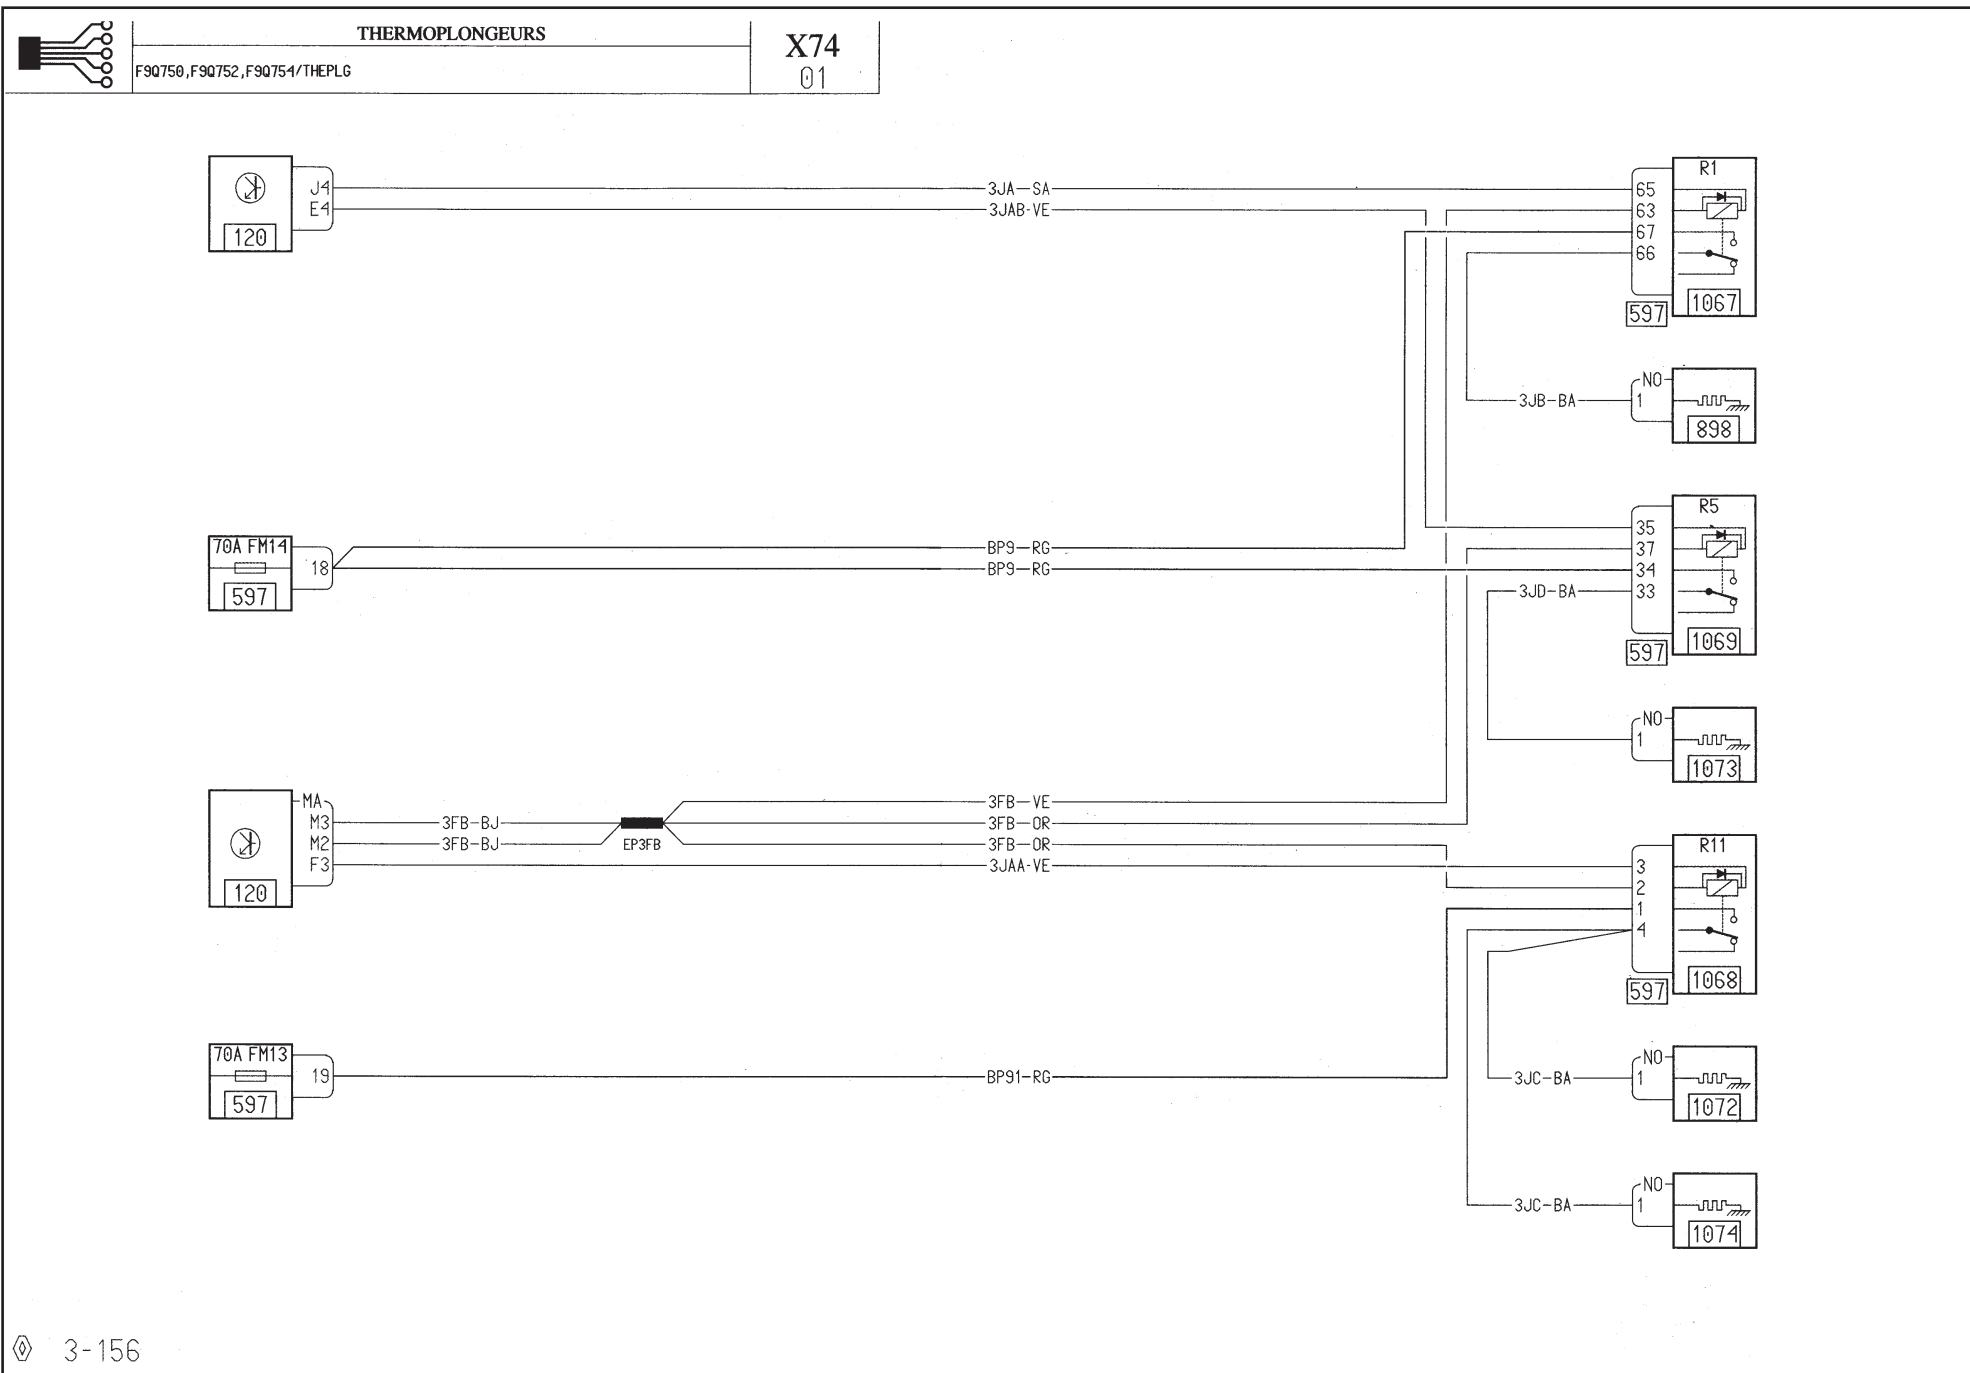 THERMOPLONGEURS
F9Q750,F9Q752,F9Q754/THEPLG
X74
01
J4
E4
120
3JA-SA
3JAB-VE
R1
65
63
67
66
597
1067
3JB-BA
NO
1
898
70A FM14
18
597
BP9-RG
BP9-RG
R5
35
37
34
33
597
1069
3JD-BA
NO
1
1073
MA
M3
M2
F3
120
3FB-BJ
3FB-BJ
EP3FB
3FB-VE
3FB-OR
3FB-OR
3JAA-VE
R11
3
2
1
4
597
1068
70A FM13
19
597
BP91-RG
3JC-BA
NO
1
1072
3JC-BA
NO
1
1074
3-156